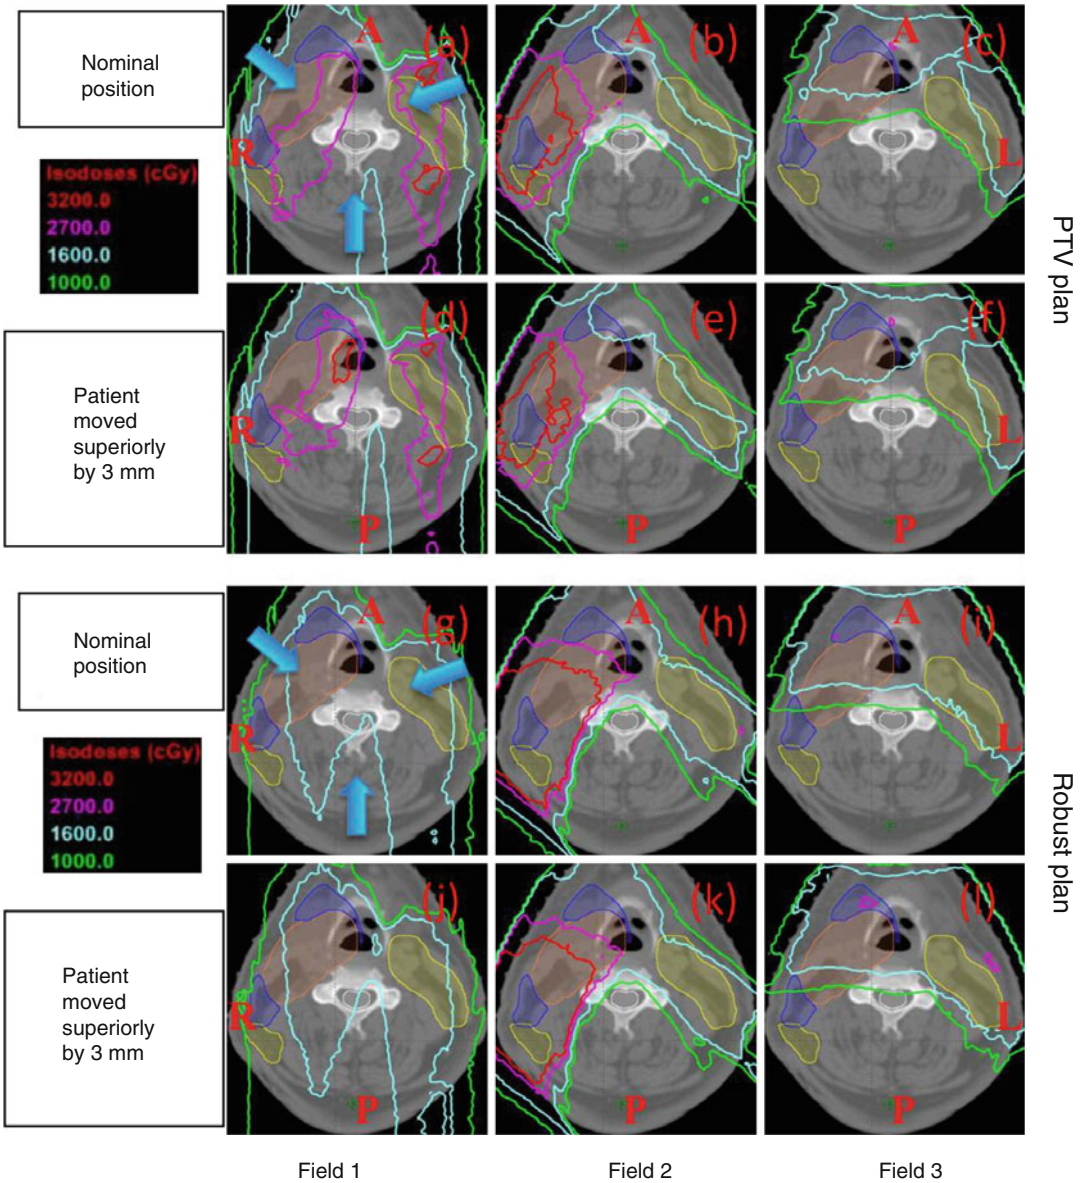 Nominal
position
A
(a)
(b)
A
(c)
A
R
L
Isodoses (cGy)
3200.0
2700.0
1600.0
1000.0
PTV plan
Patient
moved
superiorly
by 3 mm
(d)
(e)
(f)
R
L
P
P
P
Nominal
position
A
(g)
A
(h)
A
(i)
R
L
Isodoses (cGy)
3200.0
2700.0
1600.0
1000.0
Robust plan
Patient
moved
superiorly
by 3 mm
(j)
(k)
(l)
R
L
P
P
P
Field 1
Field 2
Field 3